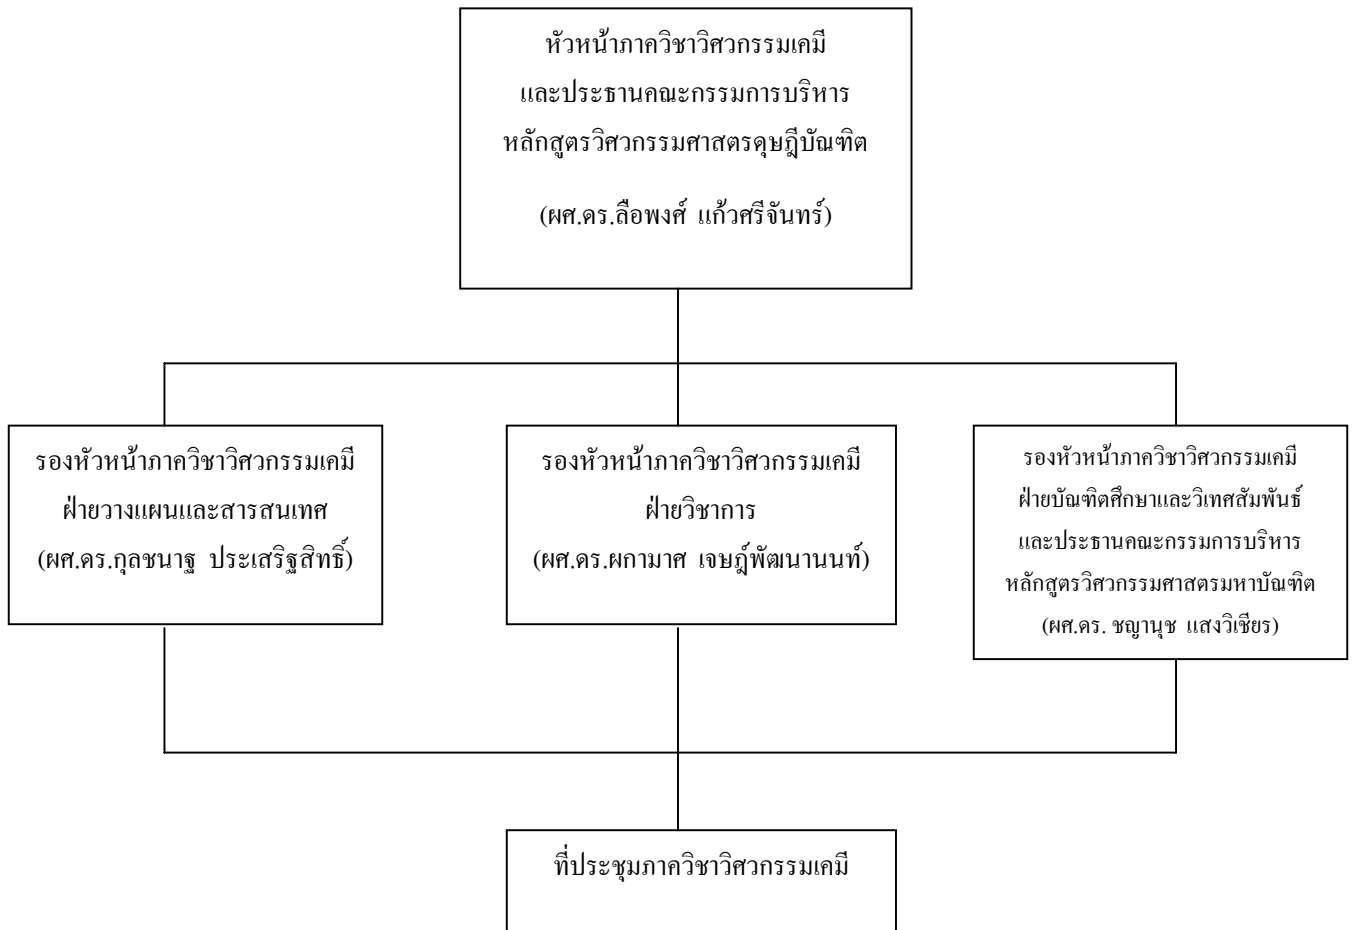 หัวหน้าภาควิชาวิศวกรรมเคมี
และประธานคณะกรรมการบริหาร
หลักสูตรวิศวกรรมศาสตรดุษฎีบัณฑิต
(ผศ.ดร.ลือพงศ์ แก้วศรีจันทร์)
รองหัวหน้าภาควิชาวิศวกรรมเคมี
ฝ่ายวางแผนและสารสนเทศ
(ผศ.ดร.กุลชนาฐ ประเสริฐสิทธิ์)
รองหัวหน้าภาควิชาวิศวกรรมเคมี
ฝ่ายวิชาการ
(ผศ.ดร.ผกามาศ เจษฎ์พัฒนานนท์)
รองหัวหน้าภาควิชาวิศวกรรมเคมี
ฝ่ายบัณฑิตศึกษาและวิเทศสัมพันธ์
และประธานคณะกรรมการบริหาร
หลักสูตรวิศวกรรมศาสตรมหาบัณฑิต
(ผศ.ดร. ชญานุช แสงวิเชียร)
ที่ประชุมภาควิชาวิศวกรรมเคมี